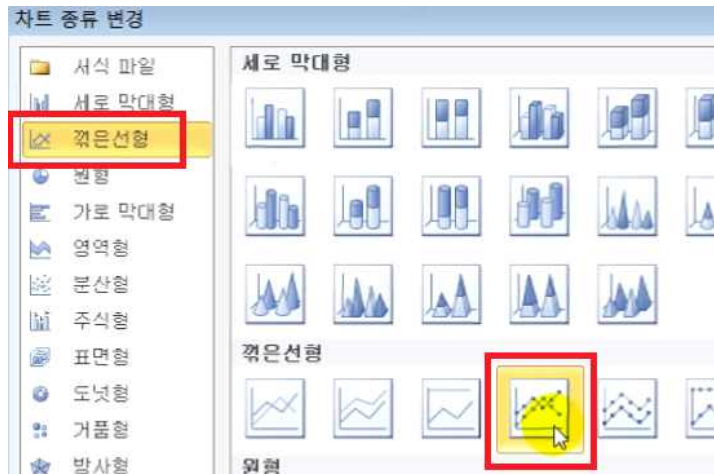 차트 종류 변경
서식 파일
세로 막대형
꺾은선형
원형
가로 막대형
영역형
분산형
주식형
표면형
도넛형
거품형
방사형
세로 막대형
꺾은선형
원형